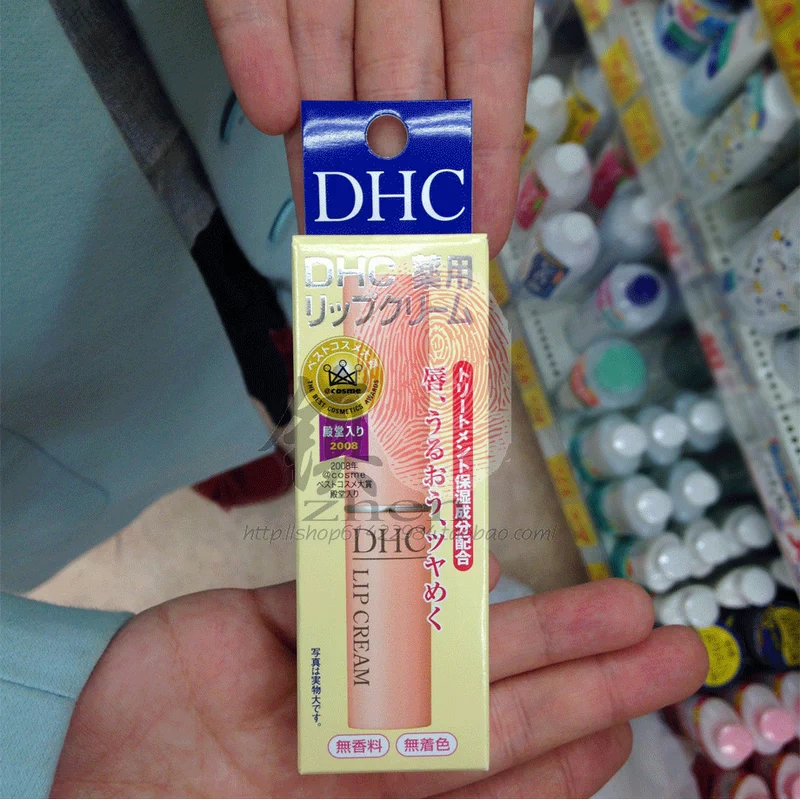 DHC
DHC 薬用
リップクリーム
ベストコスメ大賞
@cosme
THE BEST COSMETICS AWARDS
殿堂入り
2008
2008年
@cosme
ベストコスメ大賞
殿堂入り
トリートメント保湿成分配合
唇、うるおう、ツヤめく
DHC
LIP CREAM
写真は実物大です。
無香料
無着色
zhen